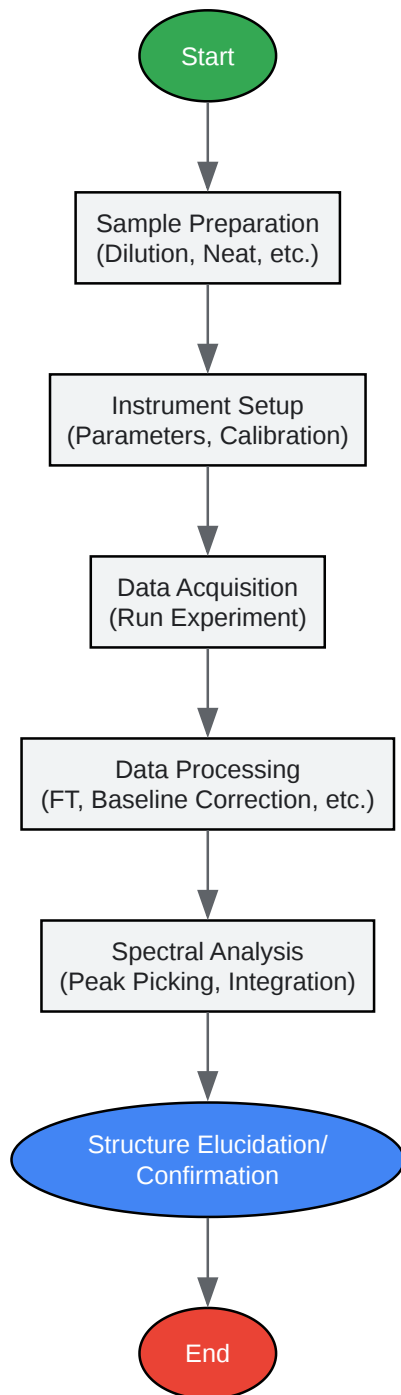 Start
Sample Preparation
(Dilution, Neat, etc.)
Instrument Setup
(Parameters, Calibration)
Data Acquisition
(Run Experiment)
Data Processing
(FT, Baseline Correction, etc.)
Spectral Analysis
(Peak Picking, Integration)
Structure Elucidation/
Confirmation
End